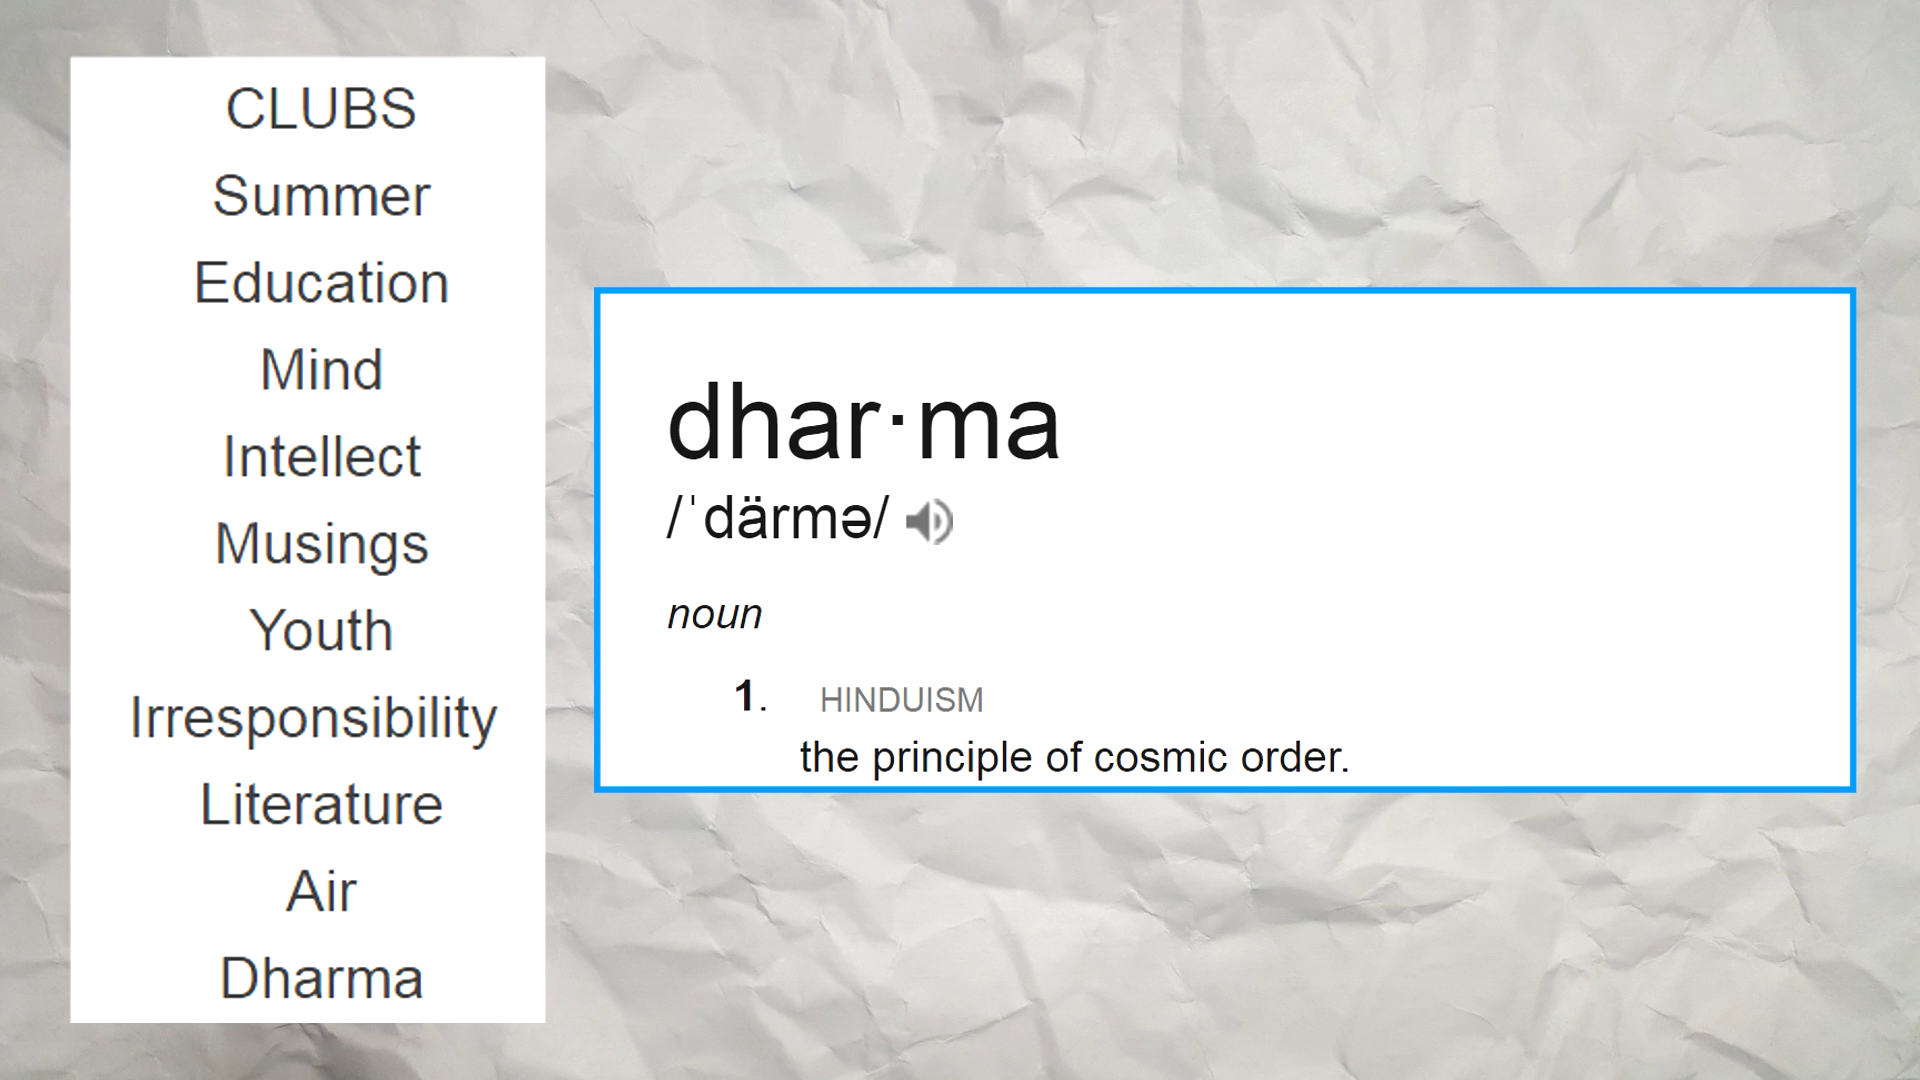 CLUBS
Summer
Education
Mind
Intellect
Musings
Youth
Irresponsibility
Literature
Air
Dharma
dhar·ma
/ˈdärmə/
noun
1. HINDUISM
the principle of cosmic order.